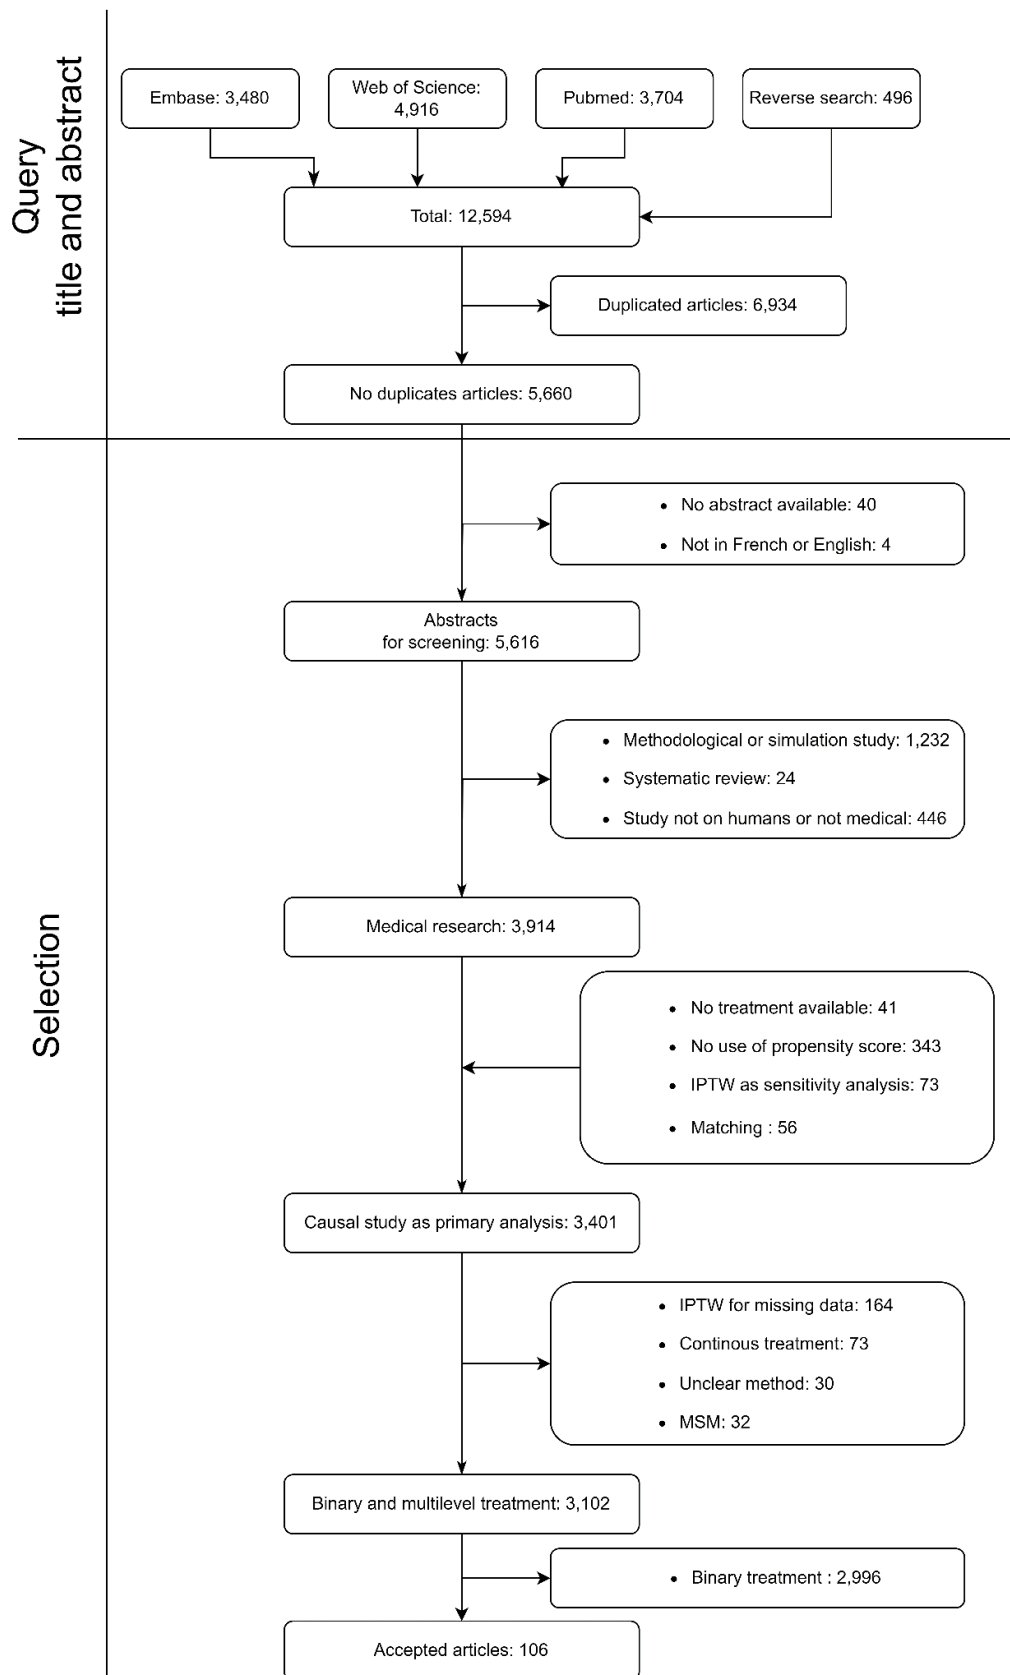 Query
title and abstract
Embase: 3,480
Web of Science:
4,916
Pubmed: 3,704
Reverse search: 496
Total: 12,594
Duplicated articles: 6,934
No duplicates articles: 5,660
Selection
• No abstract available: 40
• Not in French or English: 4
Abstracts
for screening: 5,616
• Methodological or simulation study: 1,232
• Systematic review: 24
• Study not on humans or not medical: 446
Medical research: 3,914
• No treatment available: 41
• No use of propensity score: 343
• IPTW as sensitivity analysis: 73
• Matching : 56
Causal study as primary analysis: 3,401
• IPTW for missing data: 164
• Continous treatment: 73
• Unclear method: 30
• MSM: 32
Binary and multilevel treatment: 3,102
• Binary treatment : 2,996
Accepted articles: 106